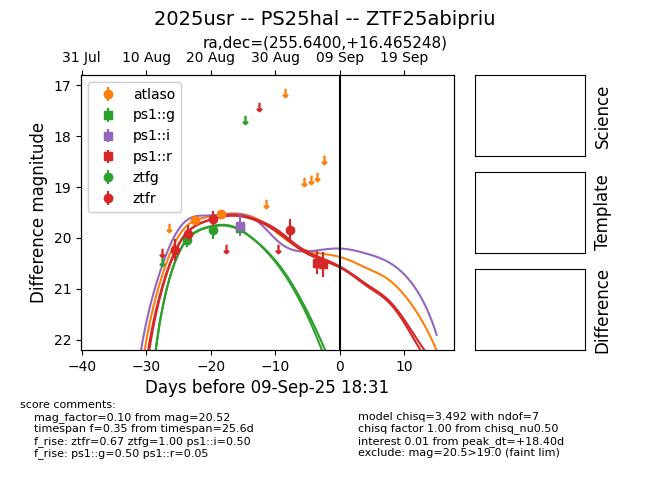 2025usr -- PS25hal -- ZTF25abipriu
ra,dec=(255.6400,+16.465248)
31 Jul 10 Aug 20 Aug 30 Aug 09 Sep 19 Sep
17
18
19
20
21
22
Difference magnitude
atlaso
ps1::g
ps1::i
ps1::r
ztfg
ztfr
Science
Template
Difference
−40 −30 −20 −10 0 10
Days before 09-Sep-25 18:31
score comments:
mag_factor=0.10 from mag=20.52
timespan f=0.35 from timespan=25.6d
f_rise: ztfr=0.67 ztfg=1.00 ps1::i=0.50
f_rise: ps1::g=0.50 ps1::r=0.05
model chisq=3.492 with ndof=7
chisq factor 1.00 from chisq_nu0.50
interest 0.01 from peak_dt=+18.40d
exclude: mag=20.5>19.0 (faint lim)